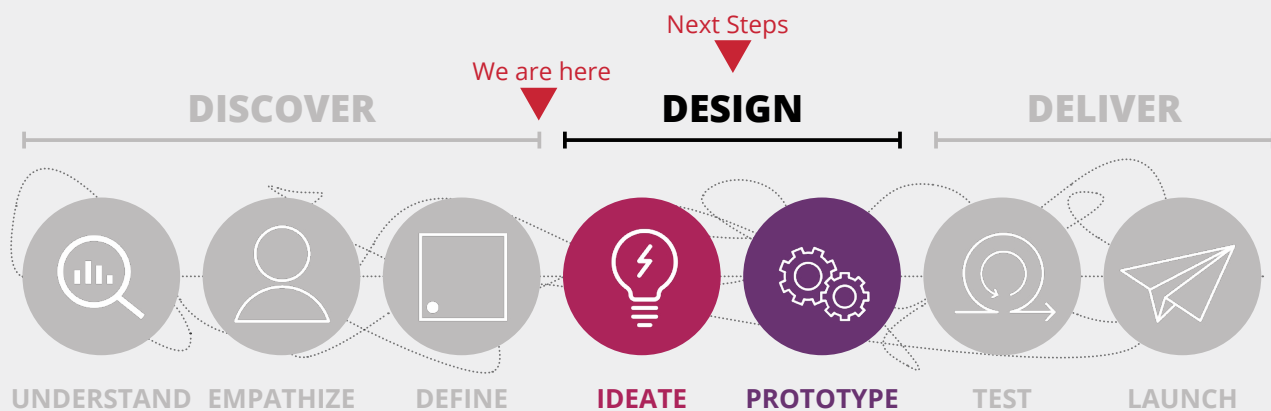 Next Steps
We are here
DISCOVER
DESIGN
DELIVER
UNDERSTAND
EMPATHIZE
DEFINE
IDEATE
PROTOTYPE
TEST
LAUNCH